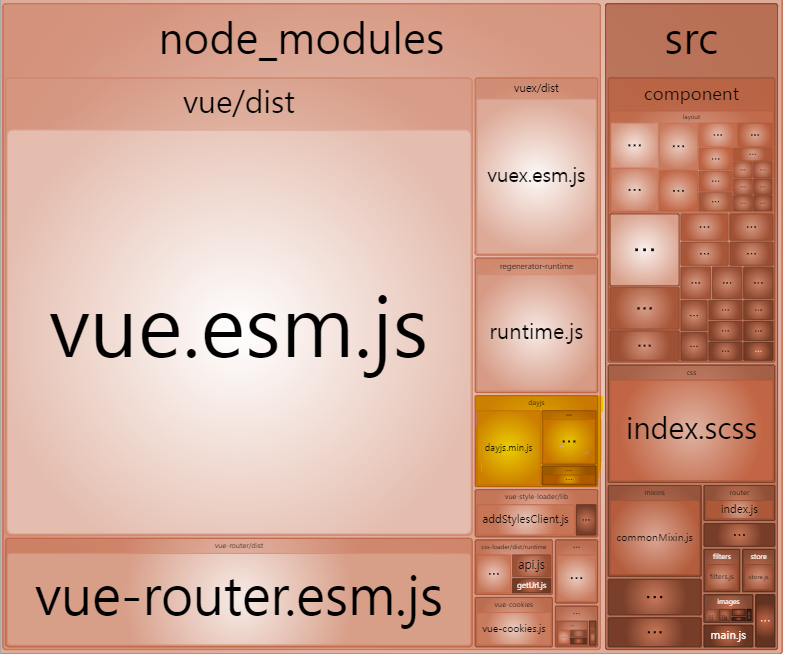 node_modules
src
vue/dist
vue.esm.js
vue-router/dist
vue-router.esm.js
vuex/dist
vuex.esm.js
regenerator-runtime
runtime.js
dayjs
dayjs.min.js
...
...
...
...
vue-style-loader/lib
addStylesClient.js
...
css-loader/dist/runtime
...
api.js
getUrl.js
...
...
vue-cookies
vue-cookies.js
...
component
layout
... ... ... ...
... ...
... ... ...
...
... ... ...
... ...
... ... ...
... ...
... ...
... ... ...
css
index.scss
mixins
commonMixin.js
...
...
router
index.js
...
filters
filters.js
store
store.js
images
main.js
...